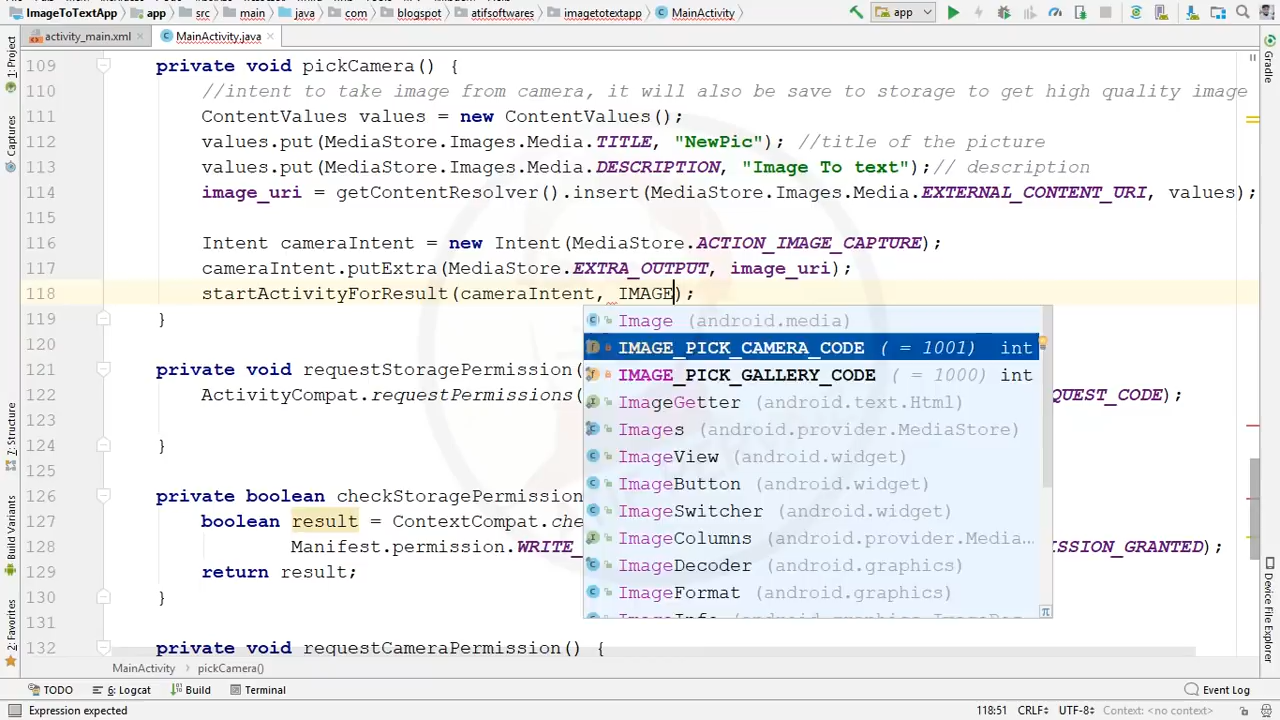 ImageToTextApp app src main java com blogspot atifsoftwares imagetotextapp MainActivity app
activity_main.xml MainActivity.java
109 private void pickCamera() {
110 //intent to take image from camera, it will also be save to storage to get high quality image
111 ContentValues values = new ContentValues();
112 values.put(MediaStore.Images.Media.TITLE, "NewPic"); //title of the picture
113 values.put(MediaStore.Images.Media.DESCRIPTION, "Image To text");// description
114 image_uri = getContentResolver().insert(MediaStore.Images.Media.EXTERNAL_CONTENT_URI, values);
115
116 Intent cameraIntent = new Intent(MediaStore.ACTION_IMAGE_CAPTURE);
117 cameraIntent.putExtra(MediaStore.EXTRA_OUTPUT, image_uri);
118 startActivityForResult(cameraIntent, IMAGE);
119 }
Image (android.media)
120
IMAGE_PICK_CAMERA_CODE ( = 1001) int
121 private void requestStoragePermission(
IMAGE_PICK_GALLERY_CODE ( = 1000) int
122 ActivityCompat.requestPermissions( QUEST_CODE);
ImageGetter (android.text.Html)
123
Images (android.provider.MediaStore)
124 }
ImageView (android.widget)
125
ImageButton (android.widget)
126 private boolean checkStoragePermission
ImageSwitcher (android.widget)
127 boolean result = ContextCompat.che
ImageColumns (android.provider.Media...
128 Manifest.permission.WRITE_ MISSION_GRANTED);
ImageDecoder (android.graphics)
129 return result;
ImageFormat (android.graphics)
130 }
131
132 private void requestCameraPermission() {
MainActivity pickCamera()
TODO 6: Logcat Build Terminal Event Log
Expression expected 118:51 CRLF UTF-8 Context: <no context>
1: Project
Captures
7: Structure
Build Variants
2: Favorites
Gradle
Device File Explorer